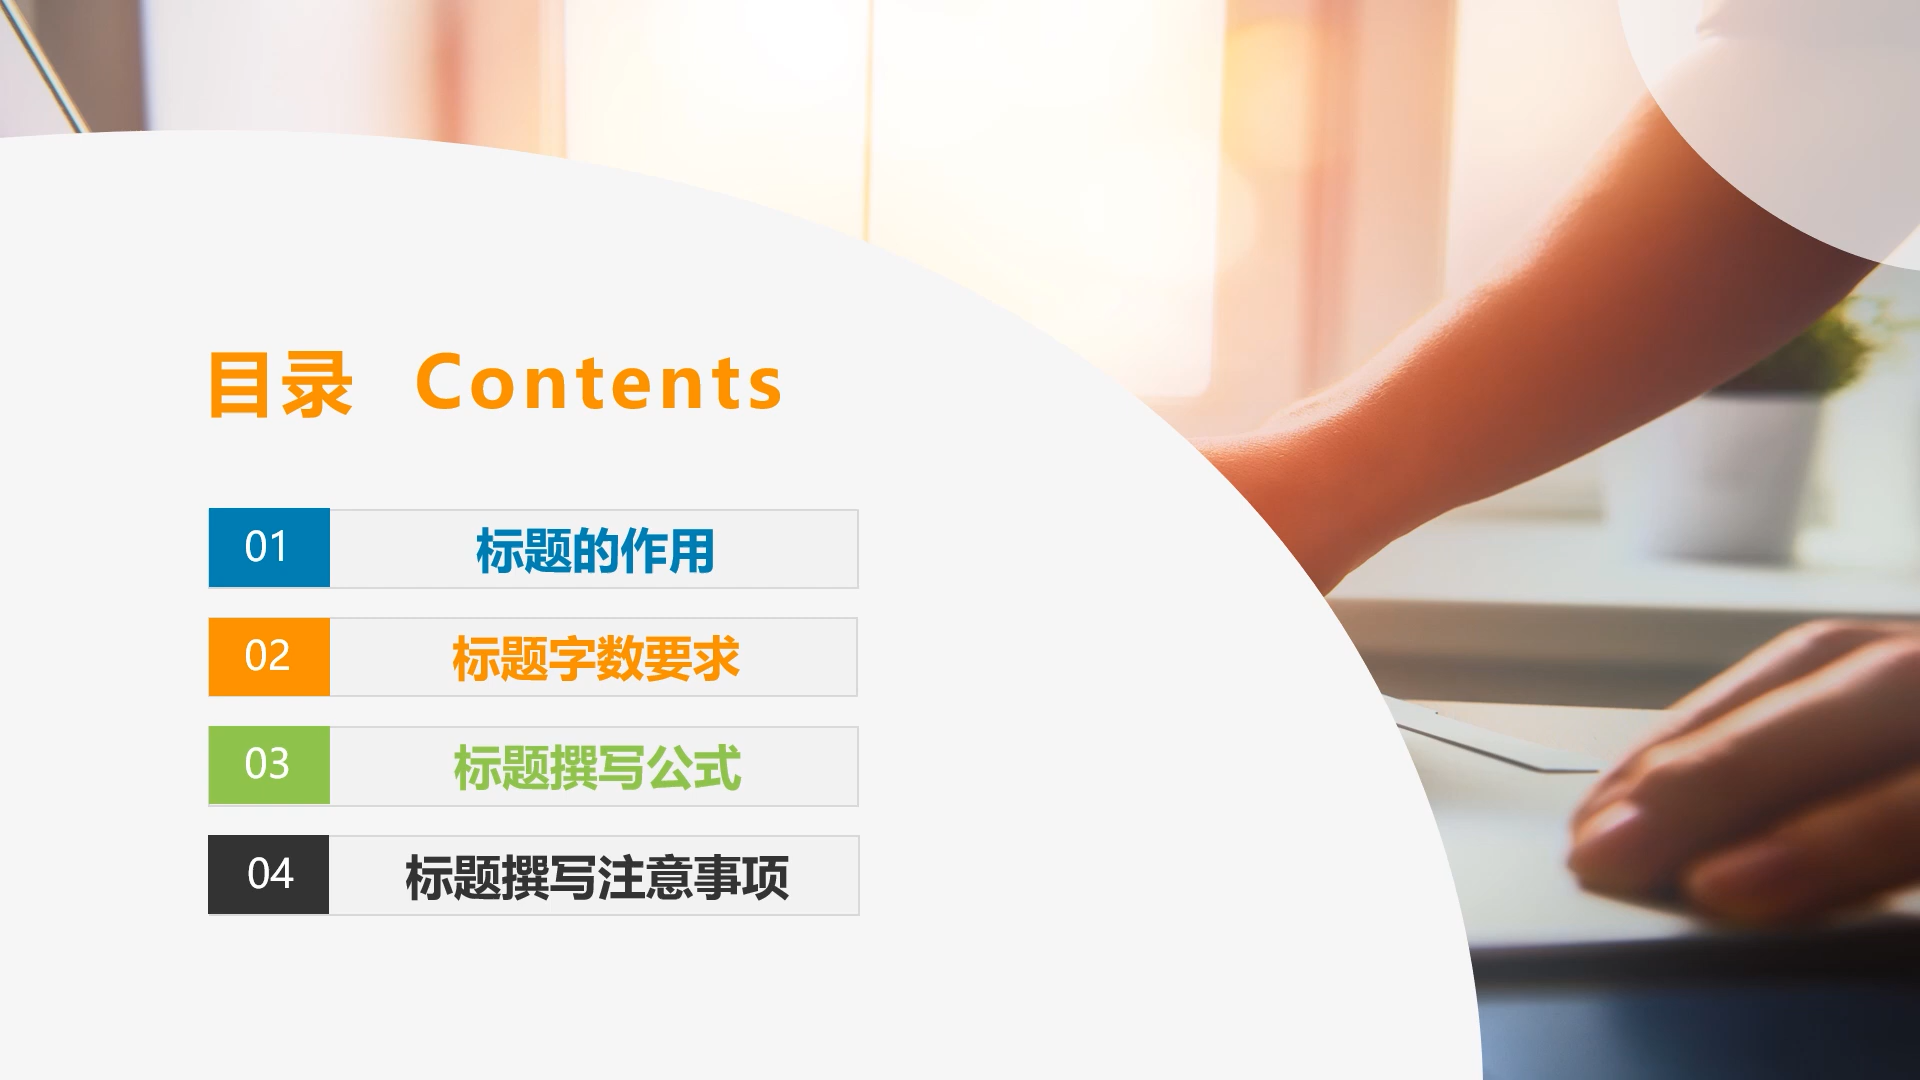 目录 Contents
01 标题的作用
02 标题字数要求
03 标题撰写公式
04 标题撰写注意事项